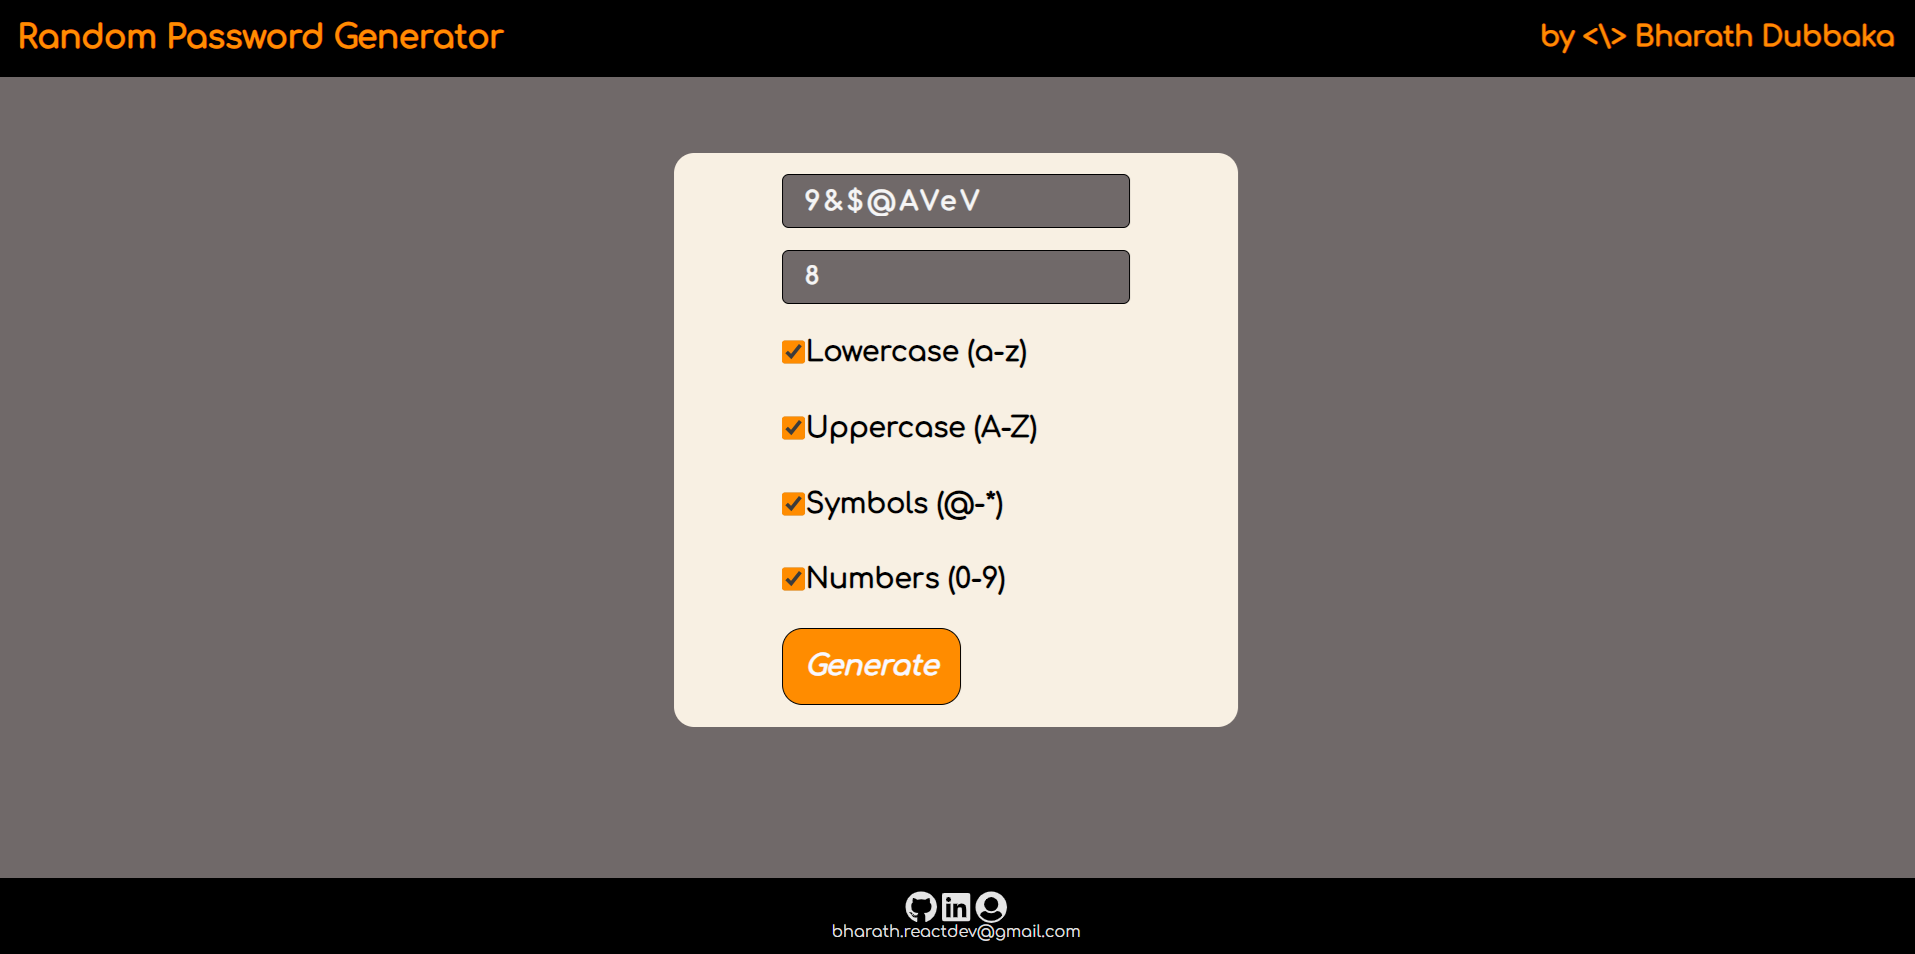 Random Password Generator
by <\> Bharath Dubbaka
9&$@AVeV
8
Lowercase (a-z)
Uppercase (A-Z)
Symbols (@-*)
Numbers (0-9)
Generate
in
bharath.reactdev@gmail.com